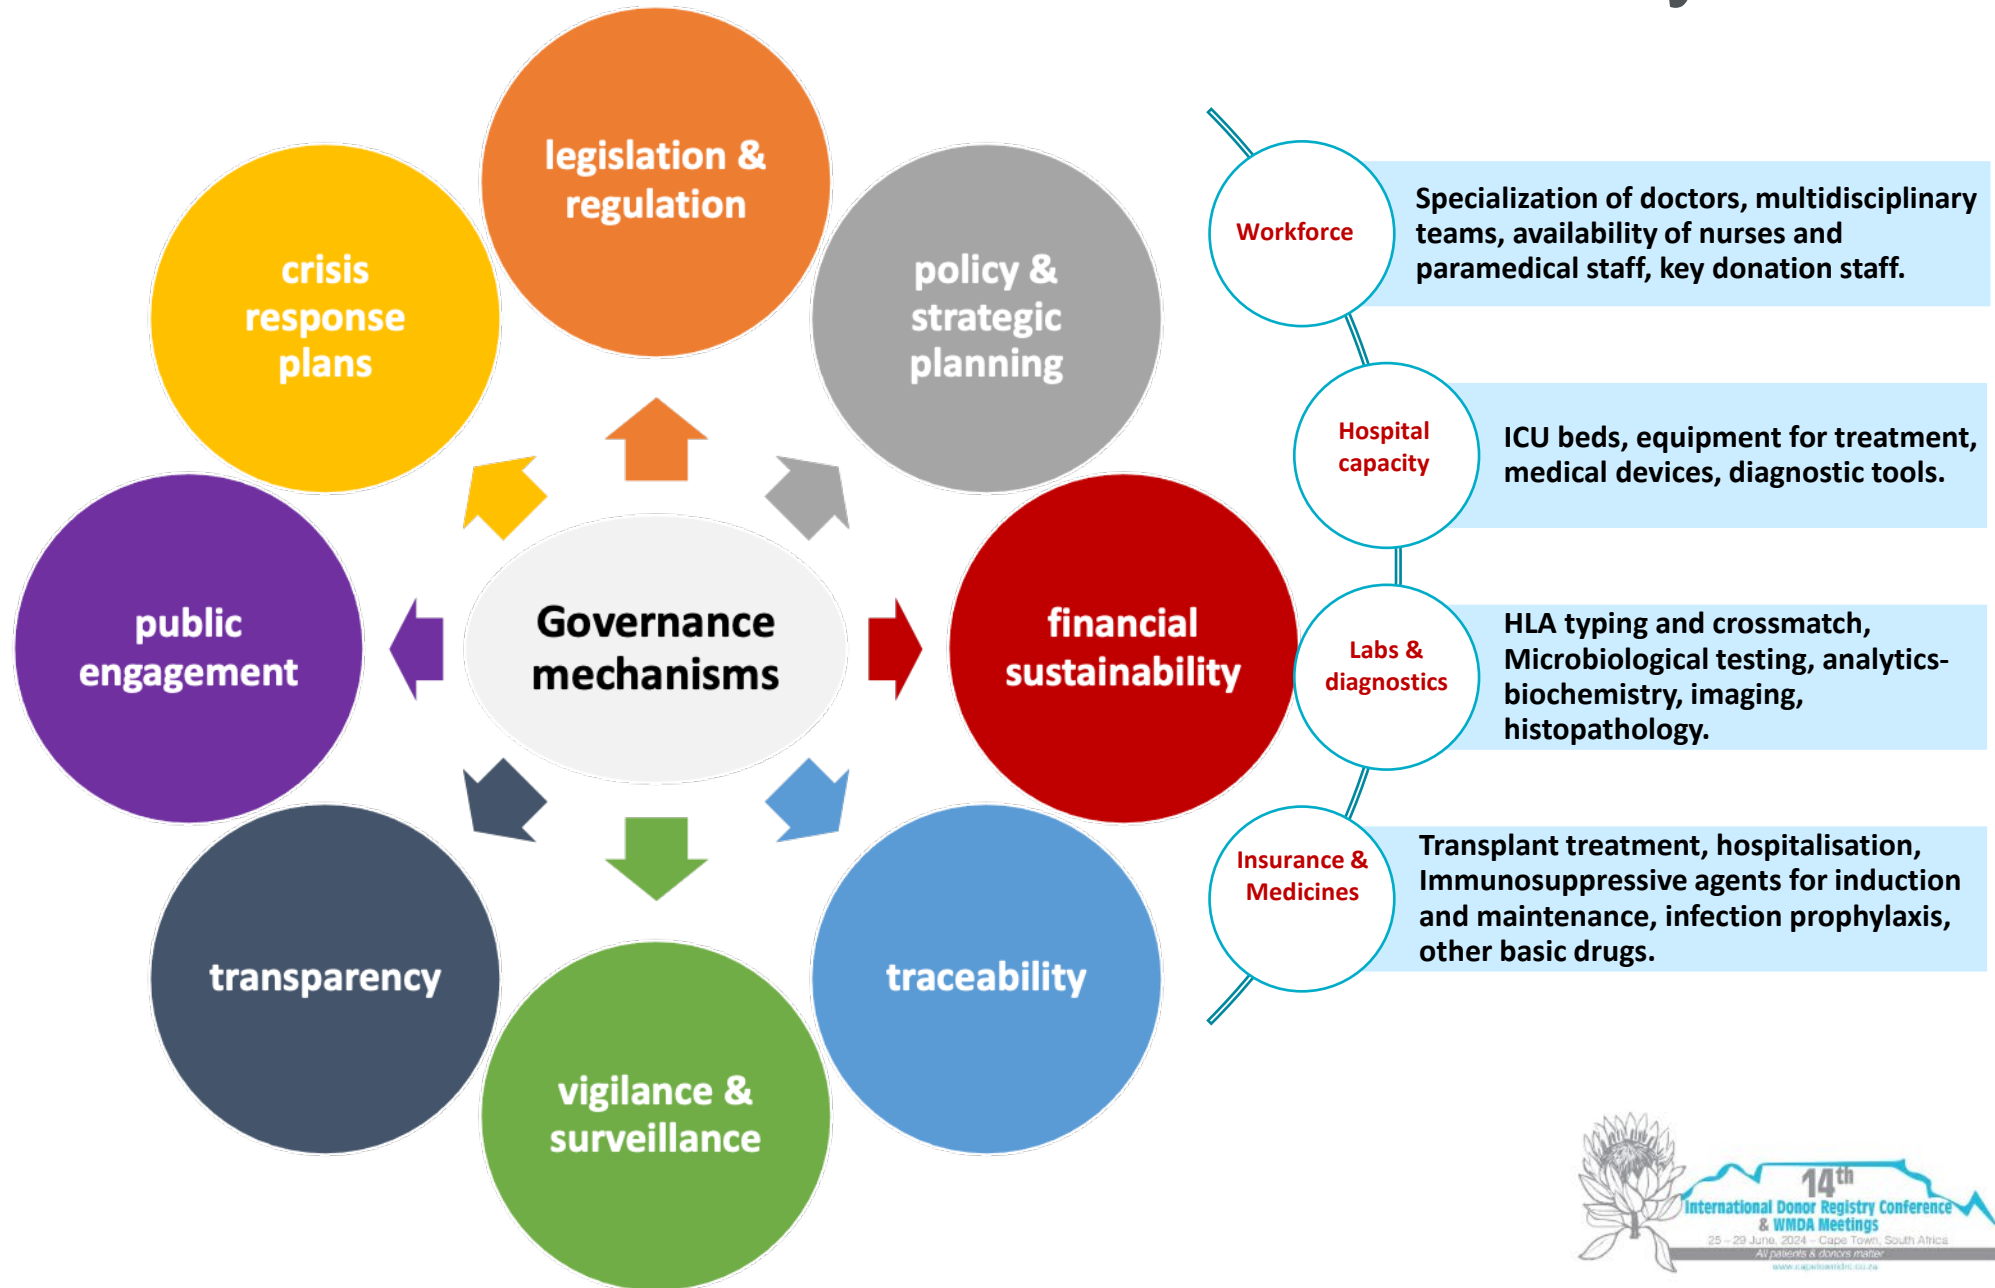 legislation &
regulation
policy &
strategic
planning
financial
sustainability
traceability
vigilance &
surveillance
transparency
public
engagement
crisis
response
plans
Governance
mechanisms
Workforce
Specialization of doctors, multidisciplinary
teams, availability of nurses and
paramedical staff, key donation staff.
Hospital
capacity
ICU beds, equipment for treatment,
medical devices, diagnostic tools.
Labs &
diagnostics
HLA typing and crossmatch,
Microbiological testing, analytics-
biochemistry, imaging,
histopathology.
Insurance &
Medicines
Transplant treatment, hospitalisation,
Immunosuppressive agents for induction
and maintenance, infection prophylaxis,
other basic drugs.
14th
International Donor Registry Conference
& WMDA Meetings
25 – 29 June, 2024 – Cape Town, South Africa
All patients & donors matter
www.capetownidrc.co.za